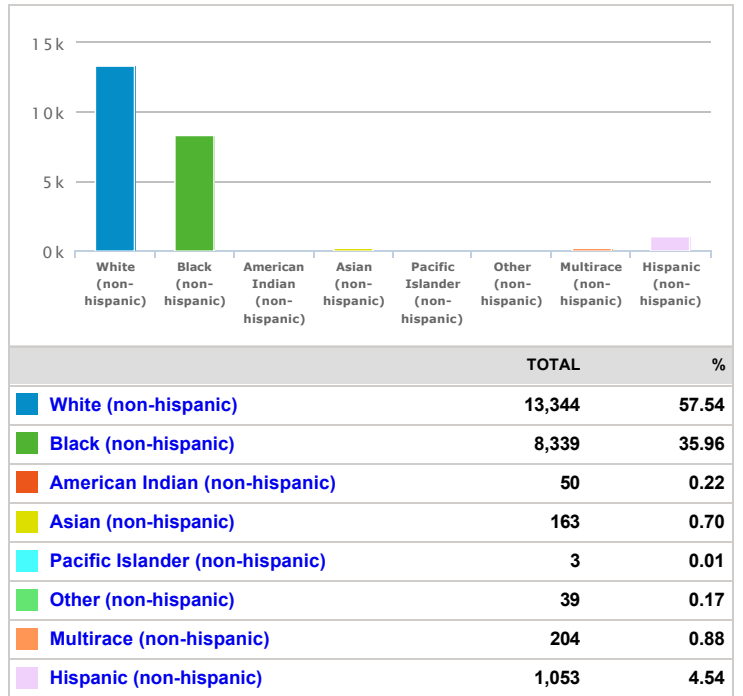 15k
10k
5k
0k
White
(non-
hispanic)
Black
(non-
hispanic)
American
Indian
(non-
hispanic)
Asian
(non-
hispanic)
Pacific
Islander
(non-
hispanic)
Other
(non-
hispanic)
Multirace
(non-
hispanic)
Hispanic
(non-
hispanic)
TOTAL %
White (non-hispanic) 13,344 57.54
Black (non-hispanic) 8,339 35.96
American Indian (non-hispanic) 50 0.22
Asian (non-hispanic) 163 0.70
Pacific Islander (non-hispanic) 3 0.01
Other (non-hispanic) 39 0.17
Multirace (non-hispanic) 204 0.88
Hispanic (non-hispanic) 1,053 4.54